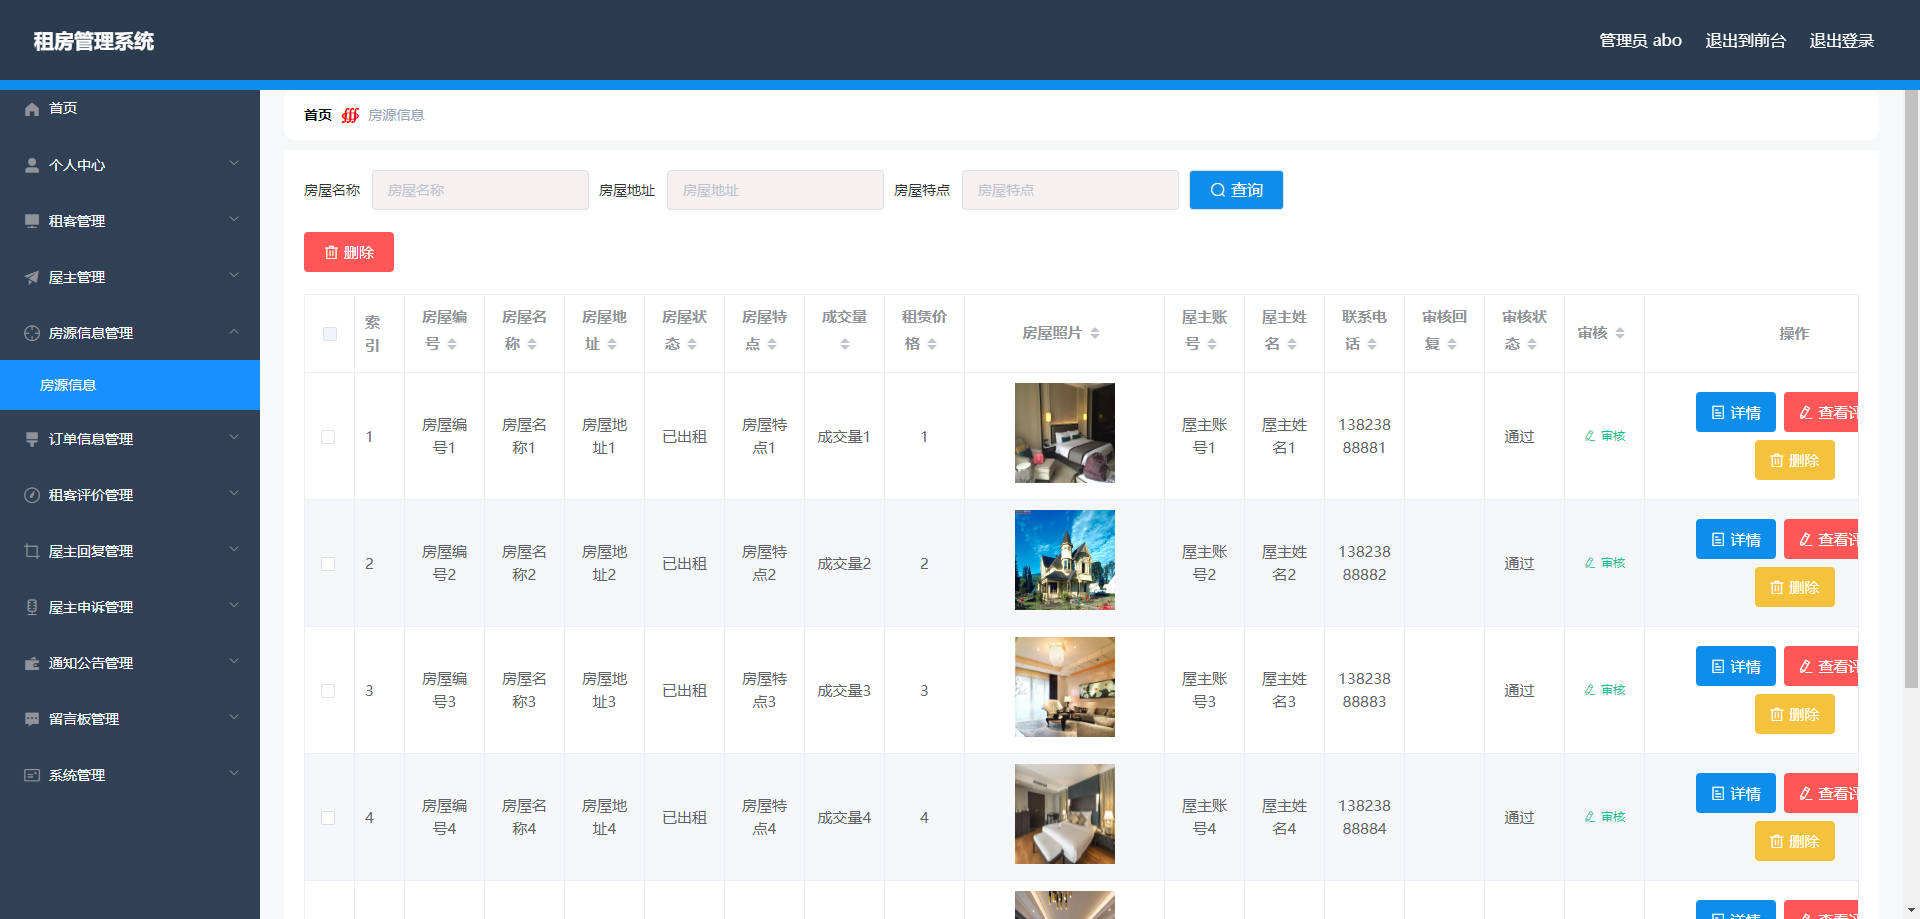 租房管理系统
管理员 abo 退出到前台 退出登录
首页
个人中心
租客管理
屋主管理
房源信息管理
房源信息
订单信息管理
租客评价管理
屋主回复管理
屋主申诉管理
通知公告管理
留言板管理
系统管理
首页 房源信息
房屋名称 房屋名称 房屋地址 房屋地址 房屋特点 房屋特点 查询
删除
索引 房屋编号 房屋名称 房屋地址 房屋状态 房屋特点 成交量 租赁价格 房屋照片 屋主账号 屋主姓名 联系电话 审核回复 审核状态 审核 操作
1 房屋编号1 房屋名称1 房屋地址1 已出租 房屋特点1 成交量1 1 屋主账号1 屋主姓名1 13823888881 通过 审核 详情 查看评
删除
2 房屋编号2 房屋名称2 房屋地址2 已出租 房屋特点2 成交量2 2 屋主账号2 屋主姓名2 13823888882 通过 审核 详情 查看评
删除
3 房屋编号3 房屋名称3 房屋地址3 已出租 房屋特点3 成交量3 3 屋主账号3 屋主姓名3 13823888883 通过 审核 详情 查看评
删除
4 房屋编号4 房屋名称4 房屋地址4 已出租 房屋特点4 成交量4 4 屋主账号4 屋主姓名4 13823888884 通过 审核 详情 查看评
删除
详情 查看评